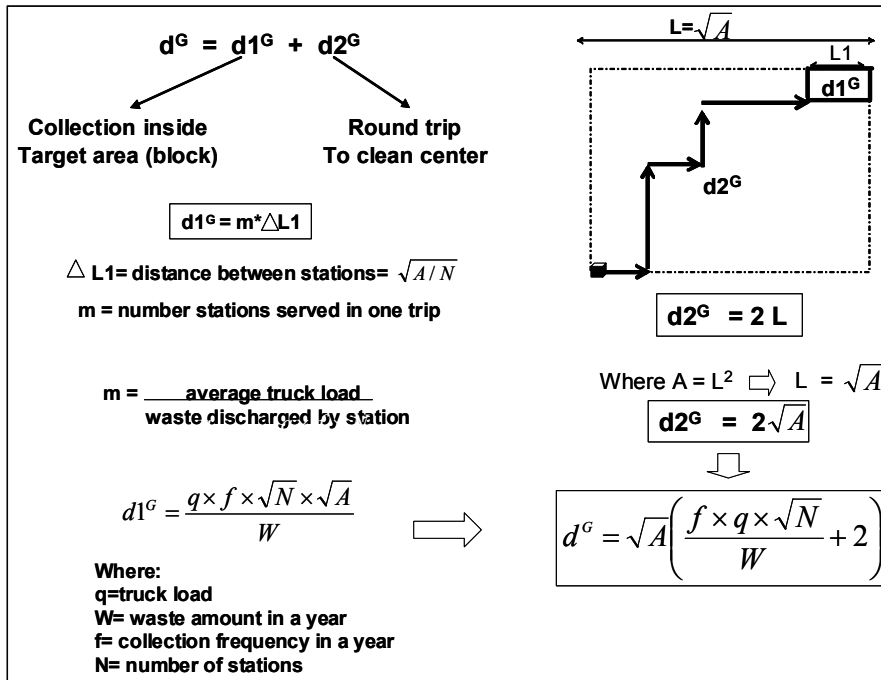 d^G = d1^G + d2^G
Collection inside
Target area (block)
Round trip
To clean center
d1^G = m*△L1
△ L1= distance between stations= √A/N
m = number stations served in one trip
m = average truck load
waste discharged by station
d1^G = q × f × √N × √A / W
Where:
q=truck load
W= waste amount in a year
f= collection frequency in a year
N= number of stations
L=√A
L1
d1^G
d2^G
d2^G = 2 L
Where A = L² ⇨ L = √A
d2^G = 2√A
d^G = √A(f × q × √N / W + 2)